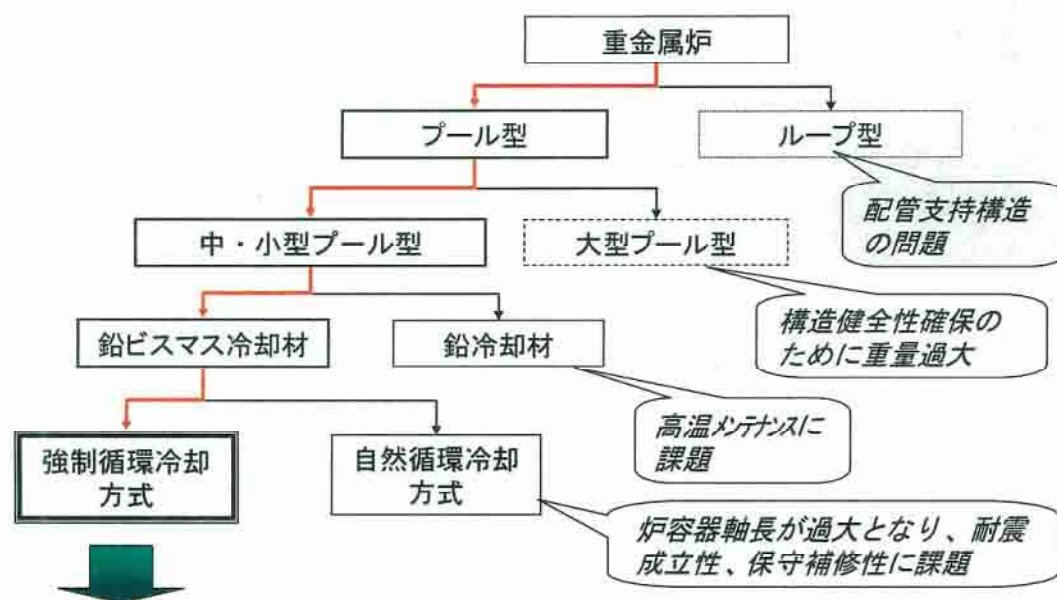 重金属炉
プール型
ループ型
配管支持構造
の問題
中・小型プール型
大型プール型
構造健全性確保の
ために重量過大
鉛ビスマス冷却材
鉛冷却材
高温メンテナンスに
課題
強制循環冷却
方式
自然循環冷却
方式
炉容器軸長が過大となり、耐震
成立性、保守補修性に課題